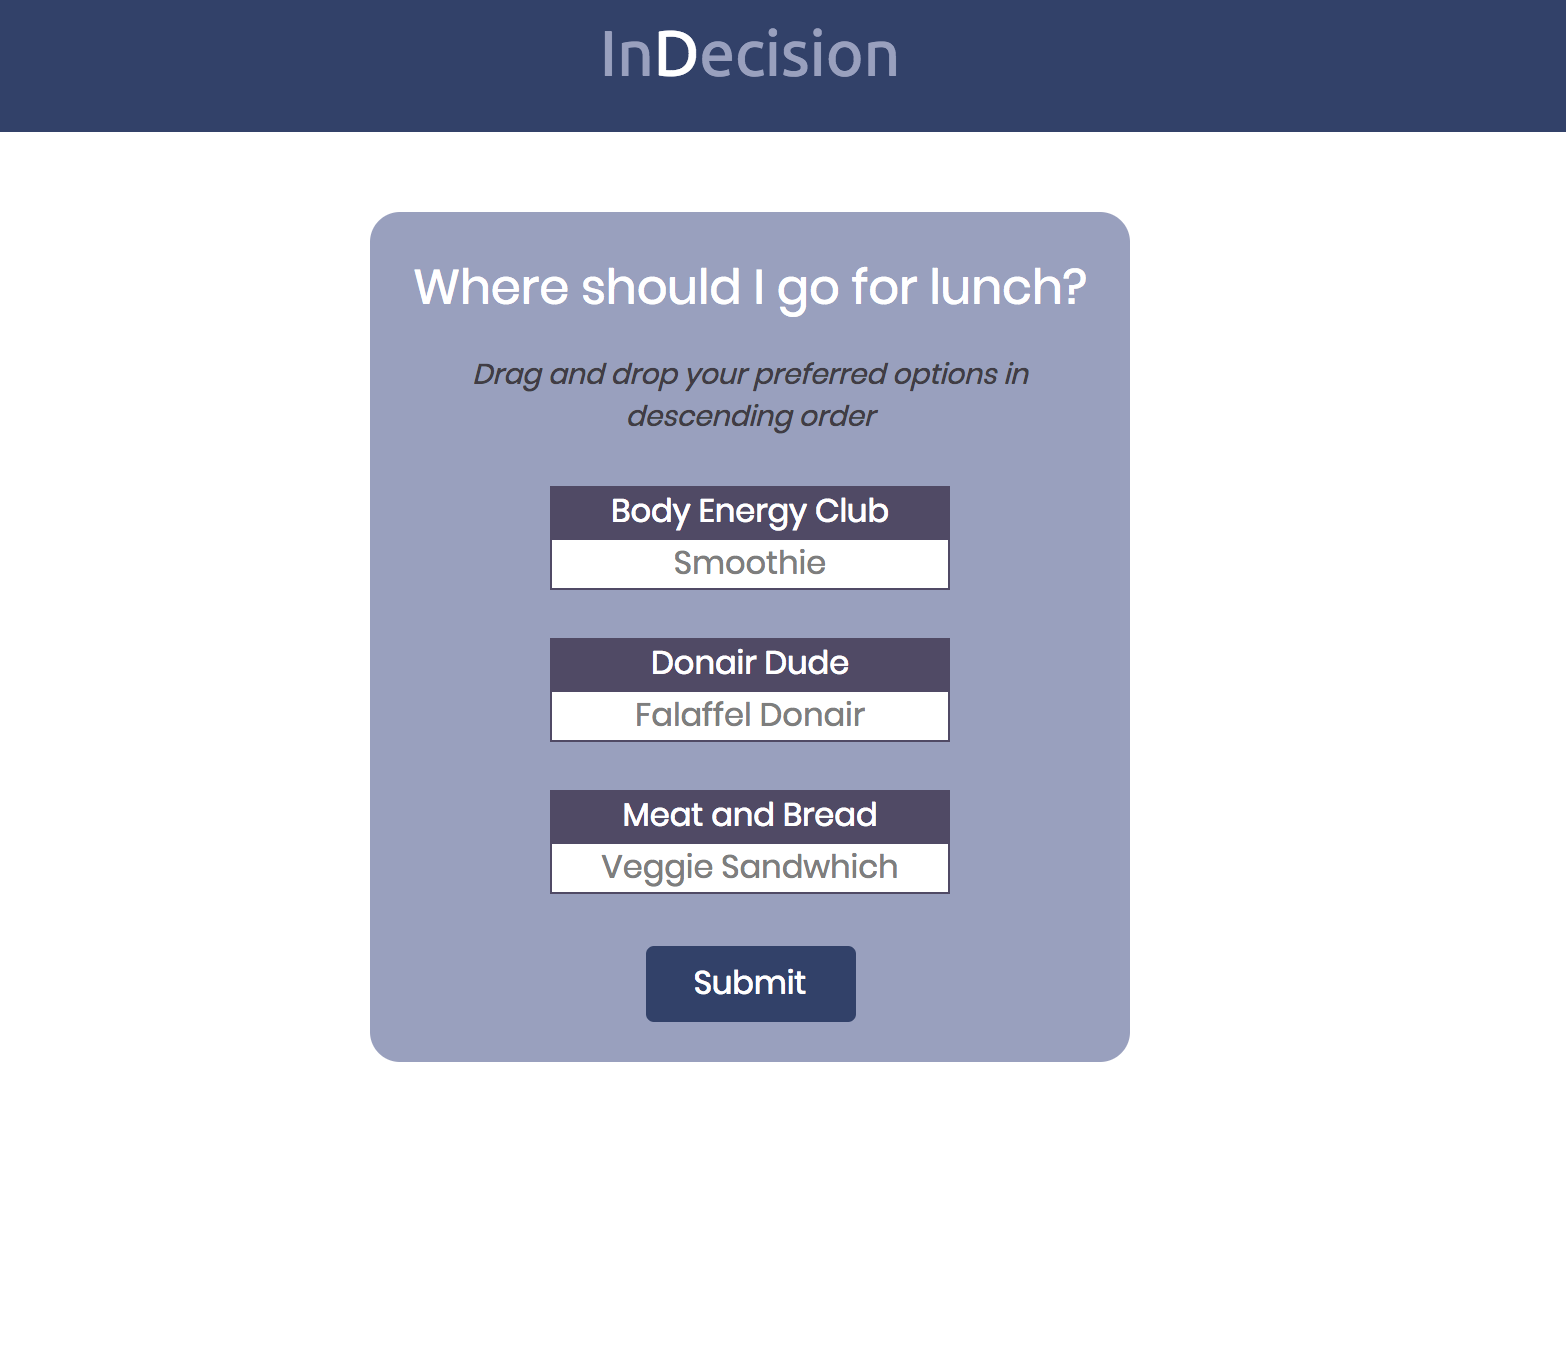 InDecision
Where should I go for lunch?
Drag and drop your preferred options in
descending order
Body Energy Club
Smoothie
Donair Dude
Falaffel Donair
Meat and Bread
Veggie Sandwhich
Submit